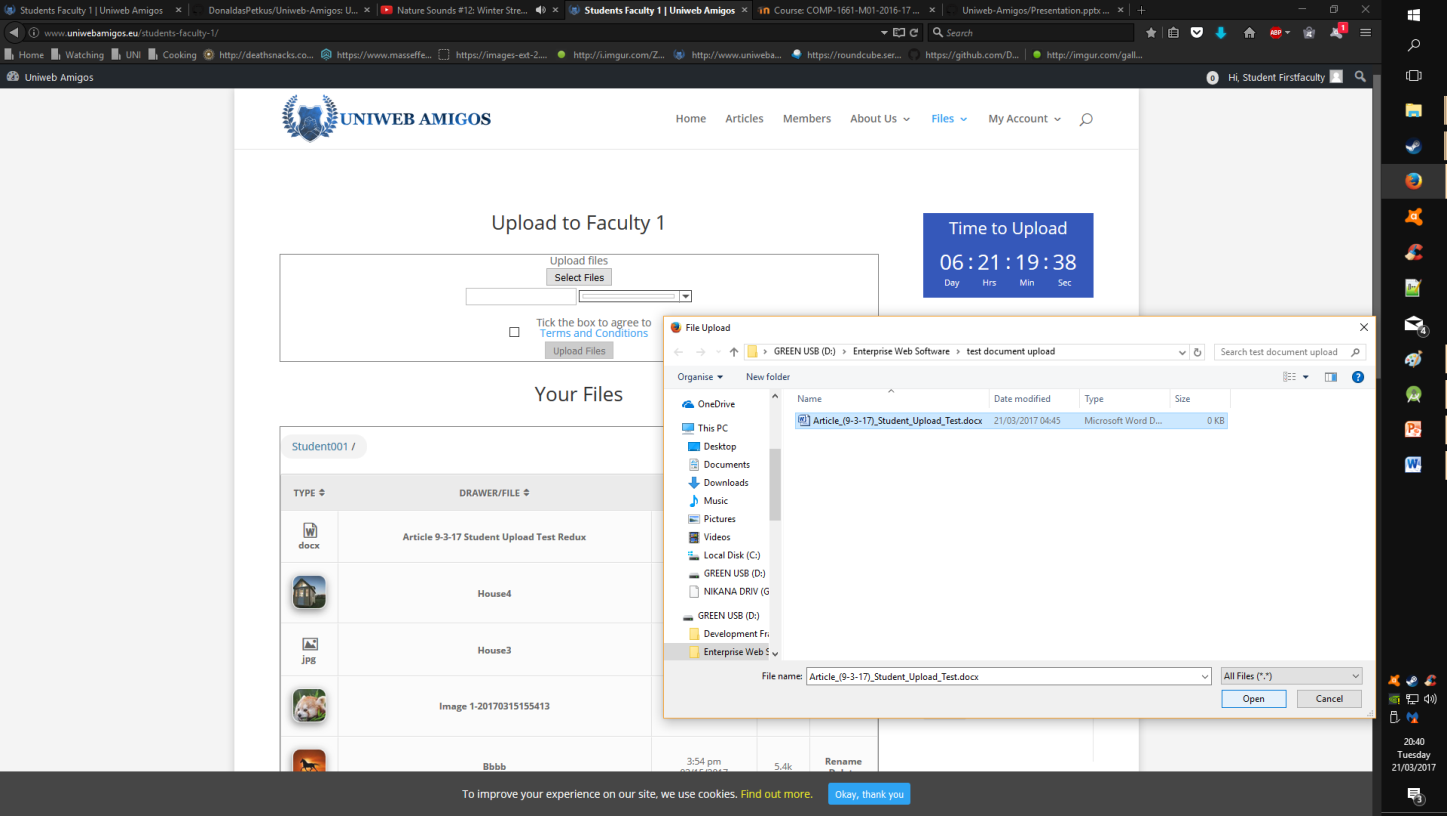 Students Faculty 1 | Uniweb Amigos
DonaldasPetkus/Uniweb-Amigos: U...
Nature Sounds #12: Winter Stre...
Students Faculty 1 | Uniweb Amigos
Course: COMP-1661-M01-2016-17 ...
Uniweb-Amigos/Presentation.pptx ...
www.uniwebamigos.eu/students-faculty-1/
Search
ABP
1
Home
Watching
UNI
Cooking
http://deathsnacks.co...
https://www.masseffe...
https://images-ext-2....
http://i.imgur.com/Z...
http://www.uniweba...
https://roundcube.ser...
https://github.com/D...
http://imgur.com/gall...
Uniweb Amigos
0
Hi, Student Firstfaculty
UNIWEB AMIGOS
Home
Articles
Members
About Us
Files
My Account
Upload to Faculty 1
Upload files
Select Files
Tick the box to agree to
Terms and Conditions
Upload Files
Time to Upload
06 : 21 : 19 : 38
Day Hrs Min Sec
Your Files
Student001 /
TYPE
DRAWER/FILE
docx
Article 9-3-17 Student Upload Test Redux
House4
jpg
House3
Image 1-20170315155413
Bbbb
3:54 pm
5.4k
Rename
File Upload
GREEN USB (D:) > Enterprise Web Software > test document upload
Search test document upload
Organise
New folder
OneDrive
This PC
Desktop
Documents
Downloads
Music
Pictures
Videos
Local Disk (C:)
GREEN USB (D:)
NIKANA DRIV (G
GREEN USB (D:)
Development Fra
Enterprise Web S
Name
Date modified
Type
Size
Article_(9-3-17)_Student_Upload_Test.docx
21/03/2017 04:45
Microsoft Word D...
0 KB
File name:
Article_(9-3-17)_Student_Upload_Test.docx
All Files (*.*)
Open
Cancel
To improve your experience on our site, we use cookies. Find out more.
Okay, thank you
4
20:40
Tuesday
21/03/2017
3